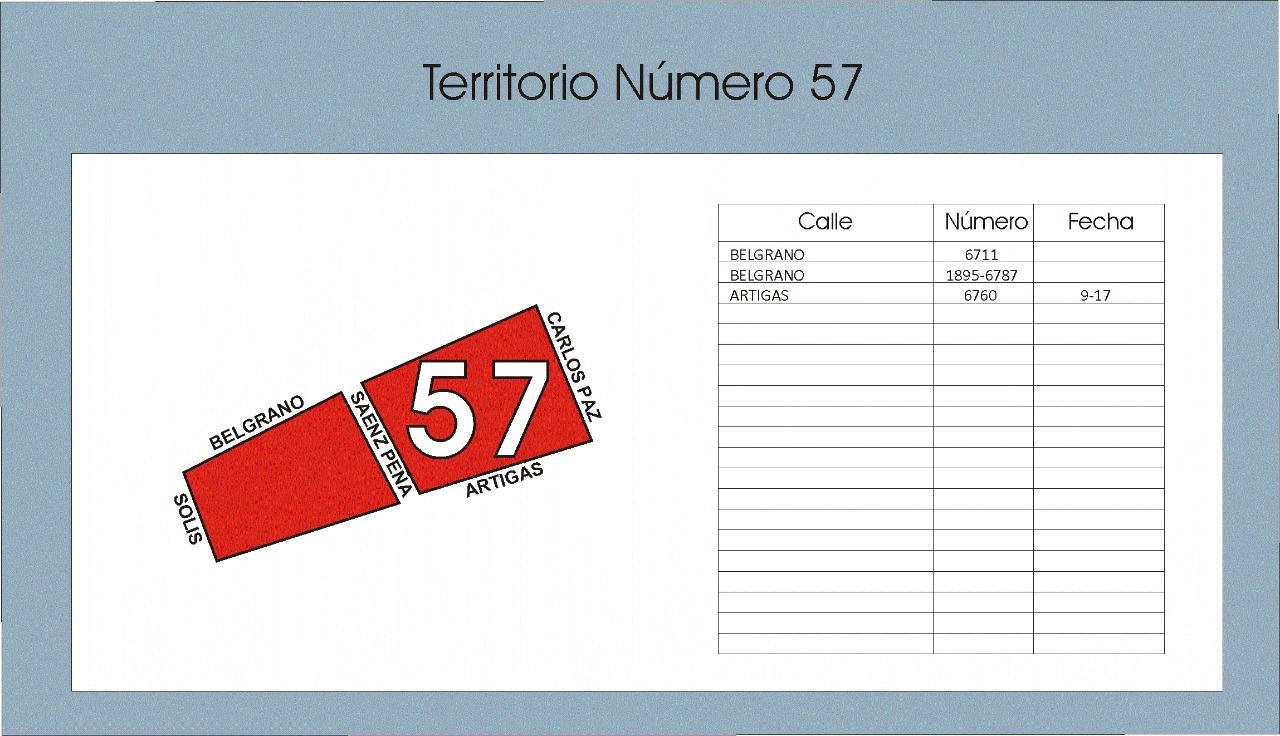 Territorio Número 57
BELGRANO
SOLIS
SAENZ PENA
57
CARLOS PAZ
ARTIGAS
Calle Número Fecha
BELGRANO 6711
BELGRANO 1895-6787
ARTIGAS 6760 9-17